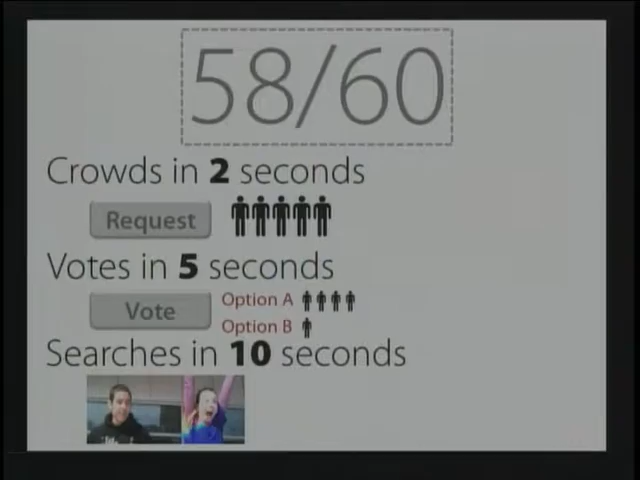 58/60
Crowds in 2 seconds
Request
Votes in 5 seconds
Vote
Option A
Option B
Searches in 10 seconds